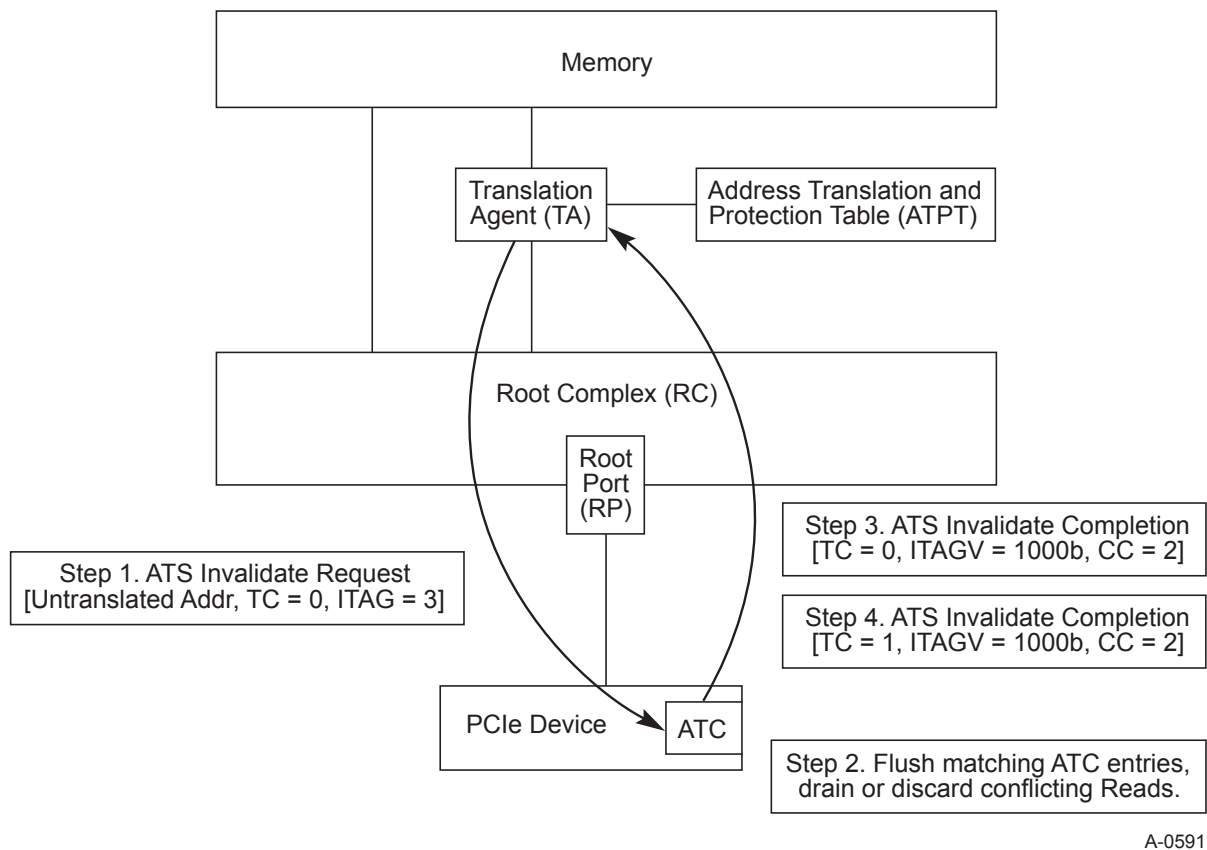 Memory
Translation
Agent (TA)
Address Translation and
Protection Table (ATPT)
Root Complex (RC)
Root
Port
(RP)
Step 3. ATS Invalidate Completion
[TC = 0, ITAGV = 1000b, CC = 2]
Step 1. ATS Invalidate Request
[Untranslated Addr, TC = 0, ITAG = 3]
Step 4. ATS Invalidate Completion
[TC = 1, ITAGV = 1000b, CC = 2]
PCIe Device
ATC
Step 2. Flush matching ATC entries,
drain or discard conflicting Reads.
A-0591